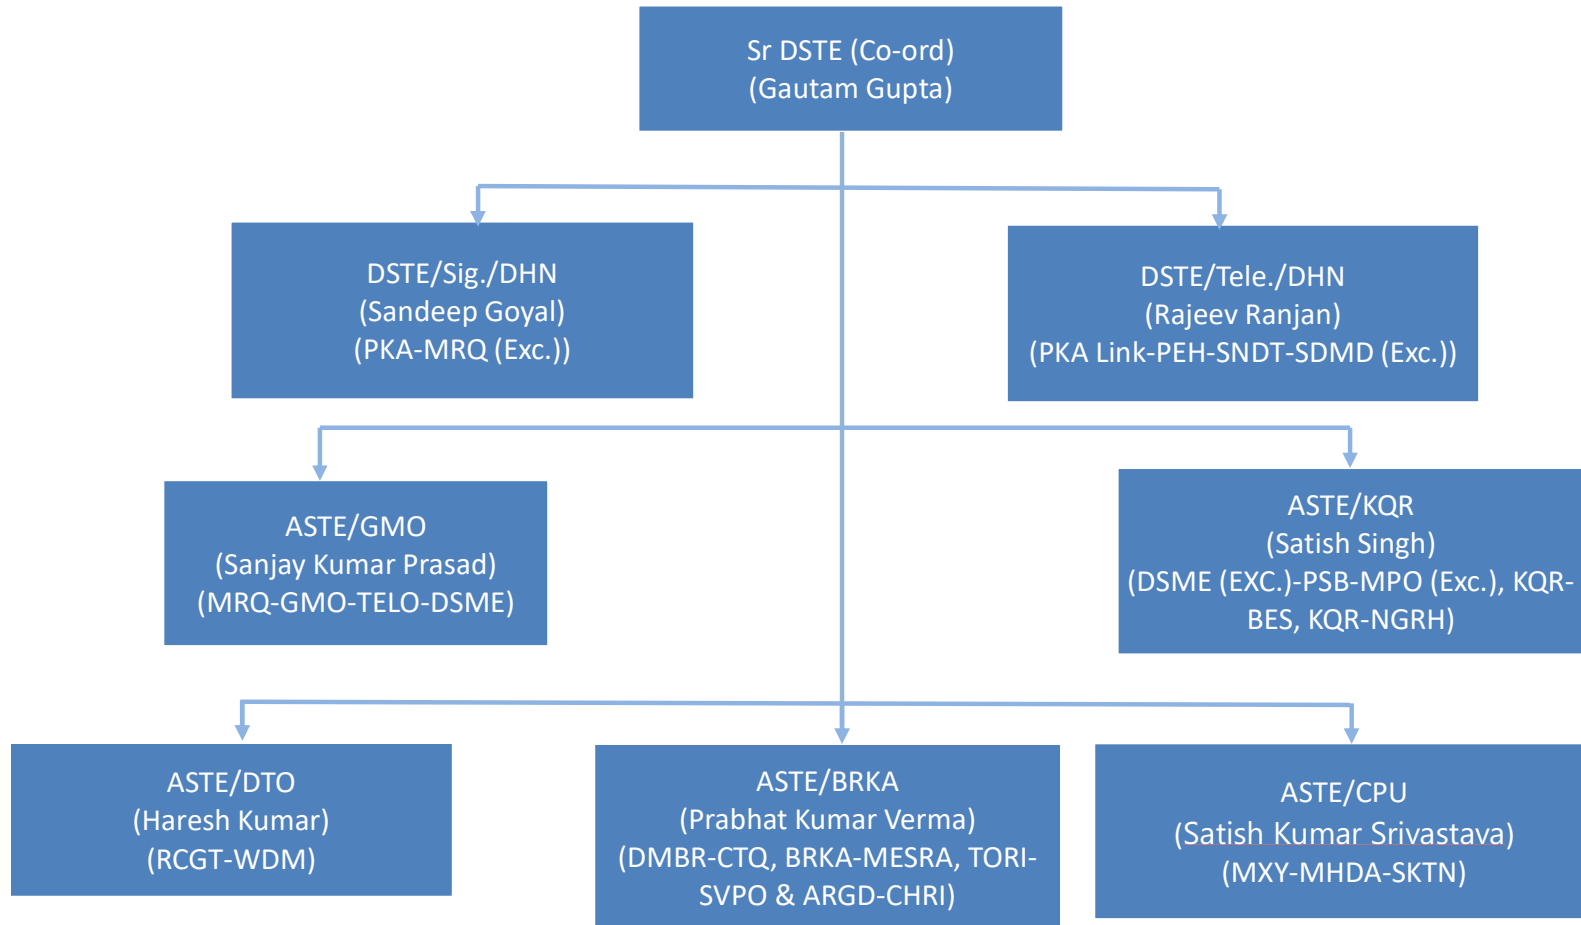 Sr DSTE (Co-ord)
(Gautam Gupta)
DSTE/Sig./DHN
(Sandeep Goyal)
(PKA-MRQ (Exc.))
DSTE/Tele./DHN
(Rajeev Ranjan)
(PKA Link-PEH-SNDT-SDMD (Exc.))
ASTE/GMO
(Sanjay Kumar Prasad)
(MRQ-GMO-TELO-DSME)
ASTE/KQR
(Satish Singh)
(DSME (EXC.)-PSB-MPO (Exc.), KQR-
BES, KQR-NGRH)
ASTE/DTO
(Haresh Kumar)
(RCGT-WDM)
ASTE/BRKA
(Prabhat Kumar Verma)
(DMBR-CTQ, BRKA-MESRA, TORI-
SVPO & ARGD-CHRI)
ASTE/CPU
(Satish Kumar Srivastava)
(MXY-MHDA-SKTN)